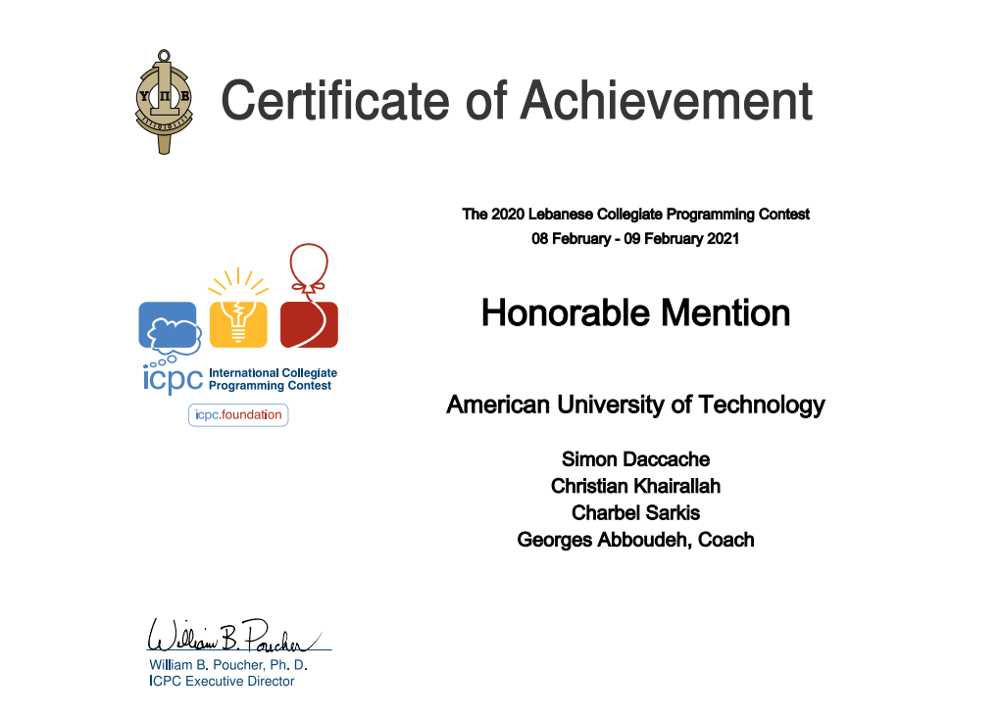 Υ Π Ε
Certificate of Achievement
The 2020 Lebanese Collegiate Programming Contest
08 February - 09 February 2021
Honorable Mention
American University of Technology
Simon Daccache
Christian Khairallah
Charbel Sarkis
Georges Abboudeh, Coach
icpc International Collegiate
Programming Contest
icpc.foundation
William B. Poucher
William B. Poucher, Ph. D.
ICPC Executive Director